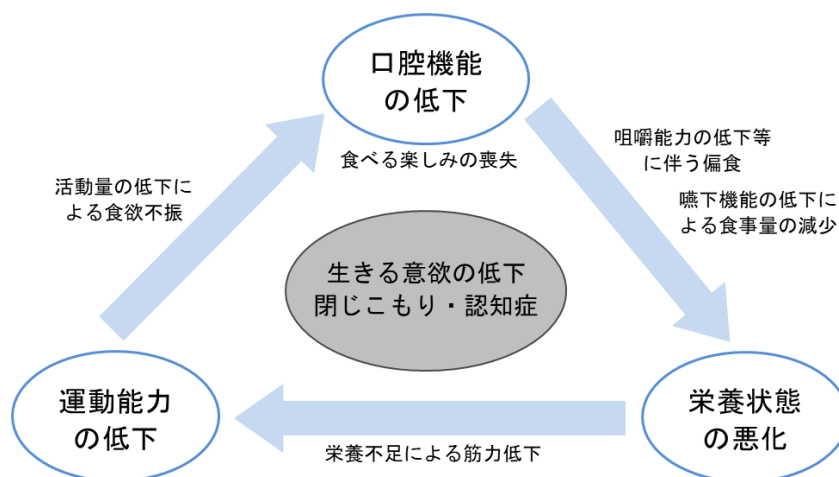 口腔機能
の低下
食べる楽しみの喪失
咀嚼能力の低下等
に伴う偏食
嚥下機能の低下に
よる食事量の減少
活動量の低下に
よる食欲不振
生きる意欲の低下
閉じこもり・認知症
運動能力
の低下
栄養不足による筋力低下
栄養状態
の悪化